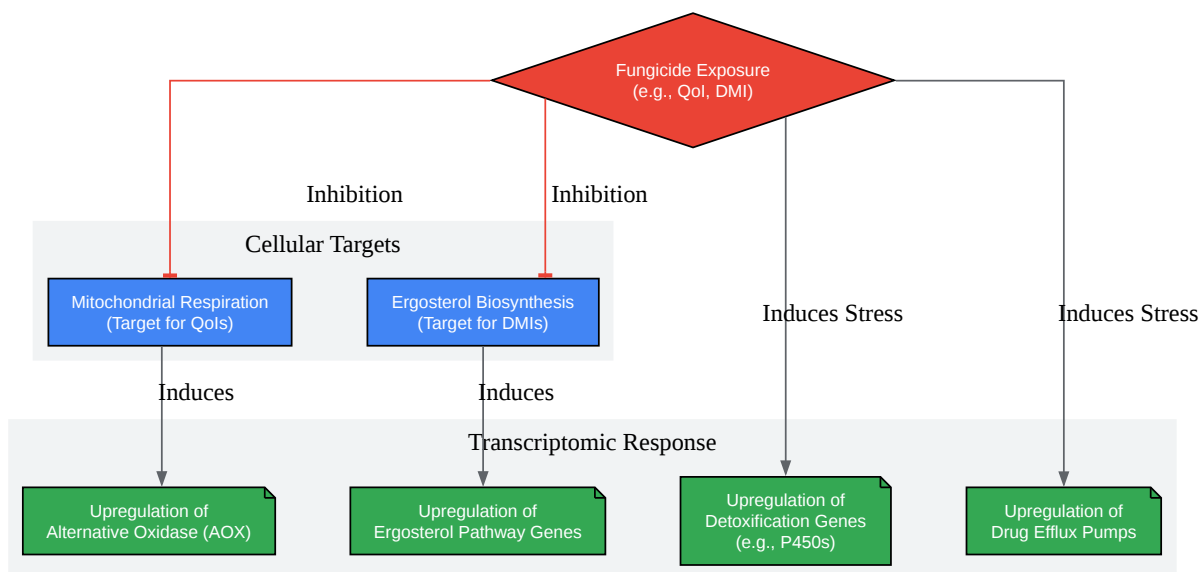 Fungicide Exposure
(e.g., QoI, DMI)
Inhibition
Inhibition
Cellular Targets
Mitochondrial Respiration
(Target for QoIs)
Ergosterol Biosynthesis
(Target for DMIs)
Induces Stress
Induces Stress
Induces
Induces
Transcriptomic Response
Upregulation of
Alternative Oxidase (AOX)
Upregulation of
Ergosterol Pathway Genes
Upregulation of
Detoxification Genes
(e.g., P450s)
Upregulation of
Drug Efflux Pumps